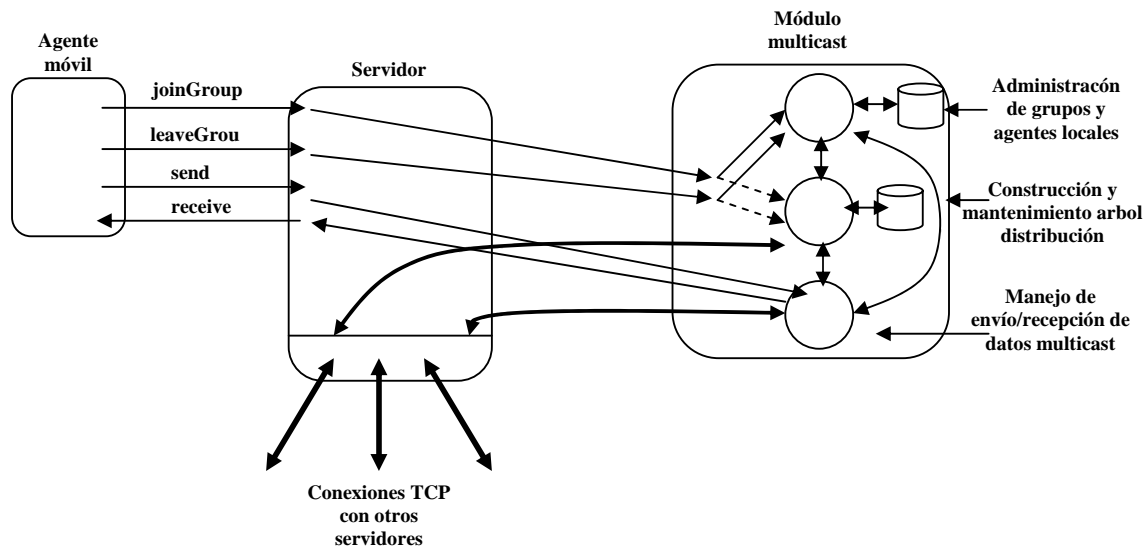 Agente
móvil
joinGroup
leaveGrou
send
receive
Servidor
Conexiones TCP
con otros
servidores
Módulo
multicast
Administracón
de grupos y
agentes locales
Construcción y
mantenimiento arbol
distribución
Manejo de
envío/recepción de
datos multicast